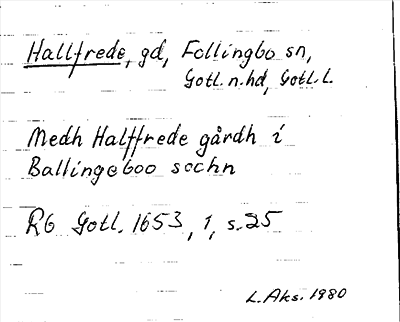 Hallfrede, gd, Follingbo sn,
Gotl. n. hd, Gotl. L.
Medh Halffrede gårdh i
Ballingeboo sochn
RG Gotl. 1653, 1, s. 25
L. Aks. 1980